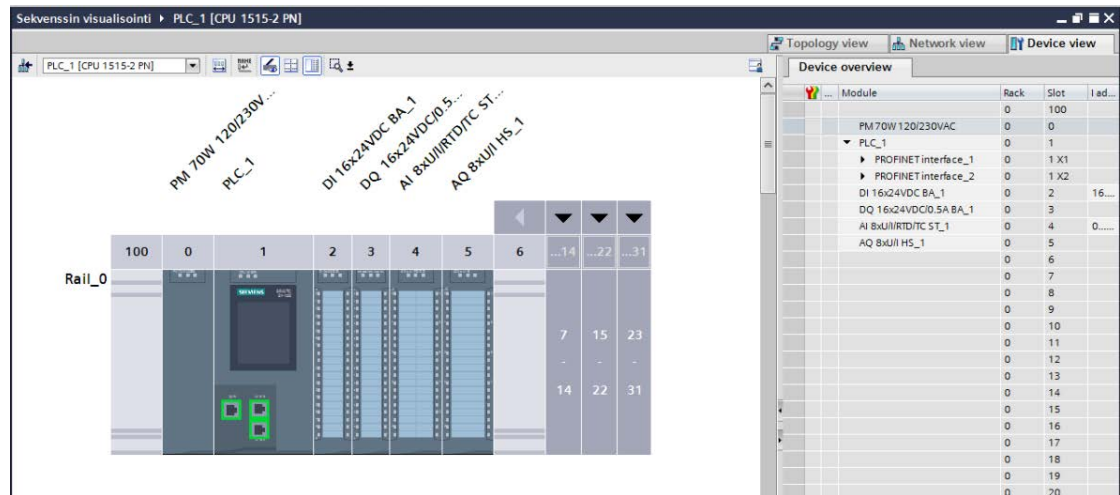 Sekvenssin visualisointi ▸ PLC_1 [CPU 1515-2 PN]
Topology view Network view Device view
PLC_1 [CPU 1515-2 PN]
PM 70W 120/230V...
PLC_1
DI 16x24VDC BA_1
DQ 16x24VDC/0.5...
AI 8xU/I/RTD/TC ST...
AQ 8xU/I HS_1
100 0 1 2 3 4 5 6 ...14 ...22 ...31
Rail_0
SIEMENS
7 15 23
- - -
14 22 31
Device overview
... Module Rack Slot I ad...
0 100
PM 70W 120/230VAC 0 0
PLC_1 0 1
PROFINET interface_1 0 1 X1
PROFINET interface_2 0 1 X2
DI 16x24VDC BA_1 0 2 16....
DQ 16x24VDC/0.5A BA_1 0 3
AI 8xU/I/RTD/TC ST_1 0 4 0......
AQ 8xU/I HS_1 0 5
0 6
0 7
0 8
0 9
0 10
0 11
0 12
0 13
0 14
0 15
0 16
0 17
0 18
0 19
0 20